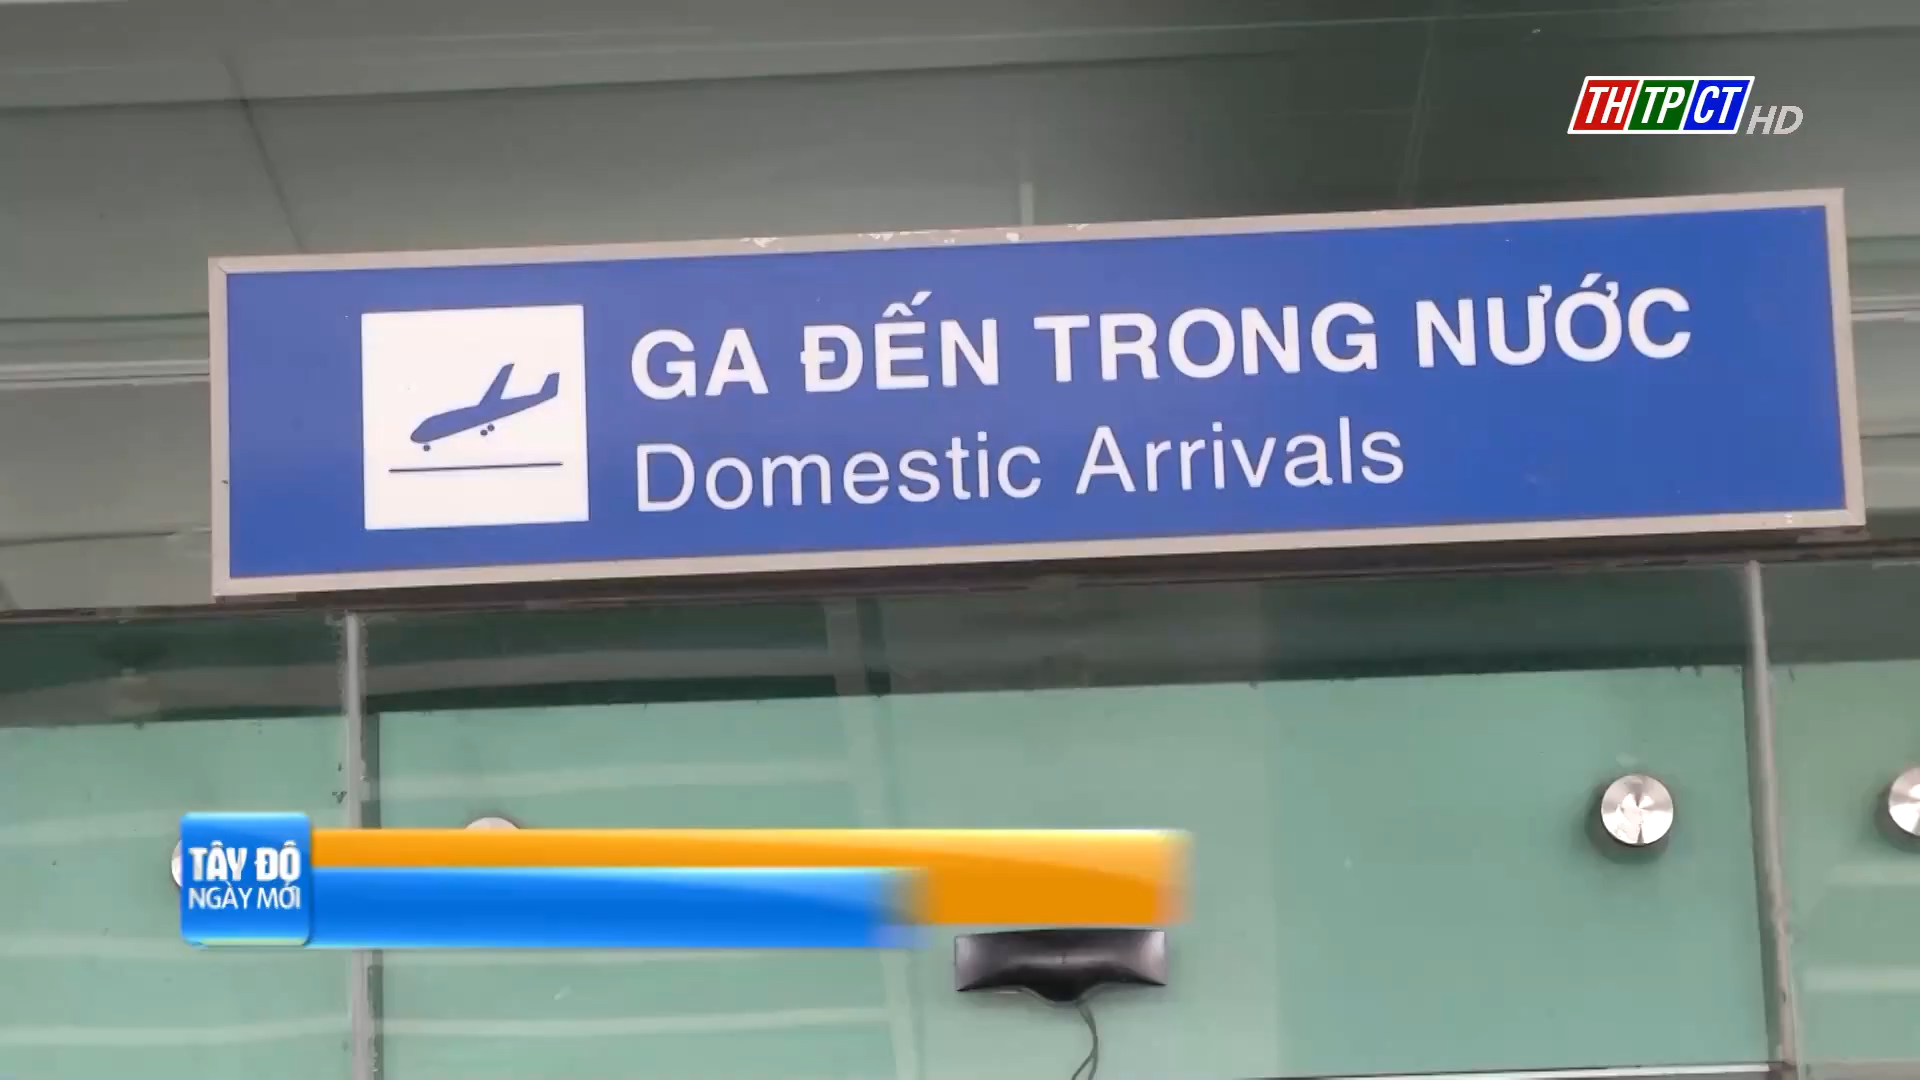 THTPCT HD
GA ĐẾN TRONG NƯỚC
Domestic Arrivals
TÂY ĐÔ
NGÀY MỚI